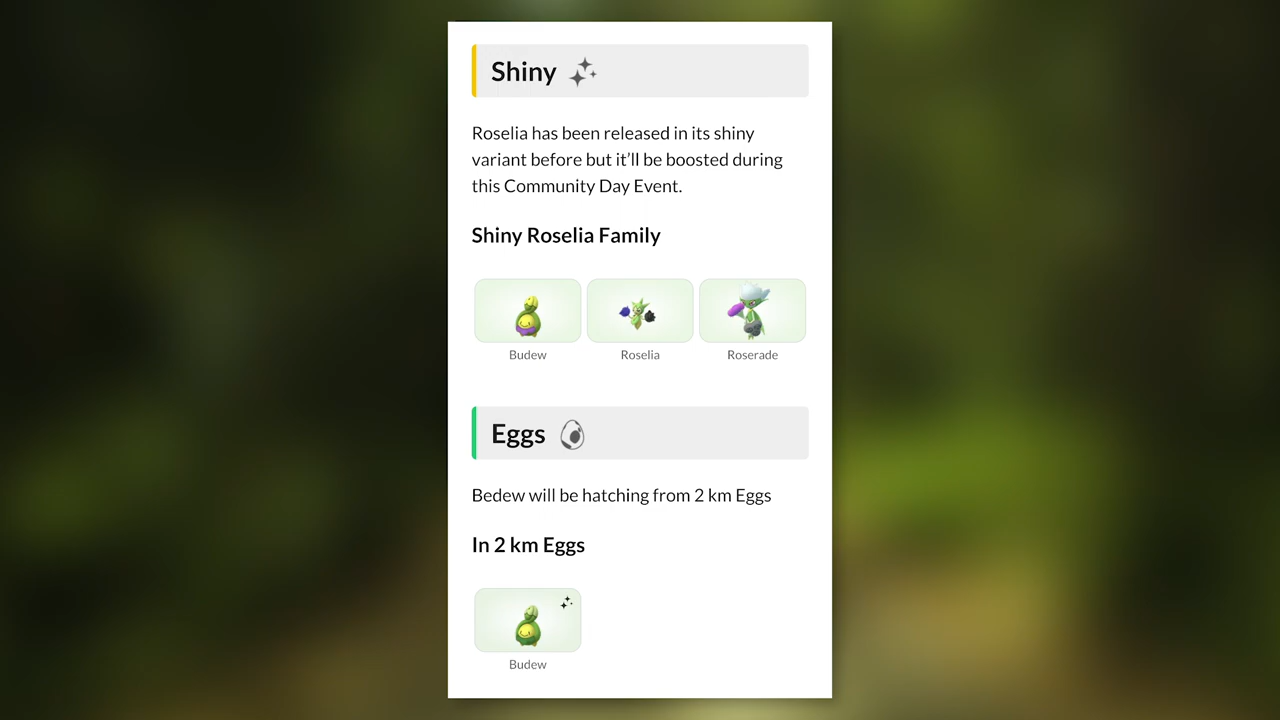 Shiny
Roselia has been released in its shiny
variant before but it’ll be boosted during
this Community Day Event.
Shiny Roselia Family
Budew
Roselia
Roserade
Eggs
Bedew will be hatching from 2 km Eggs
In 2 km Eggs
Budew